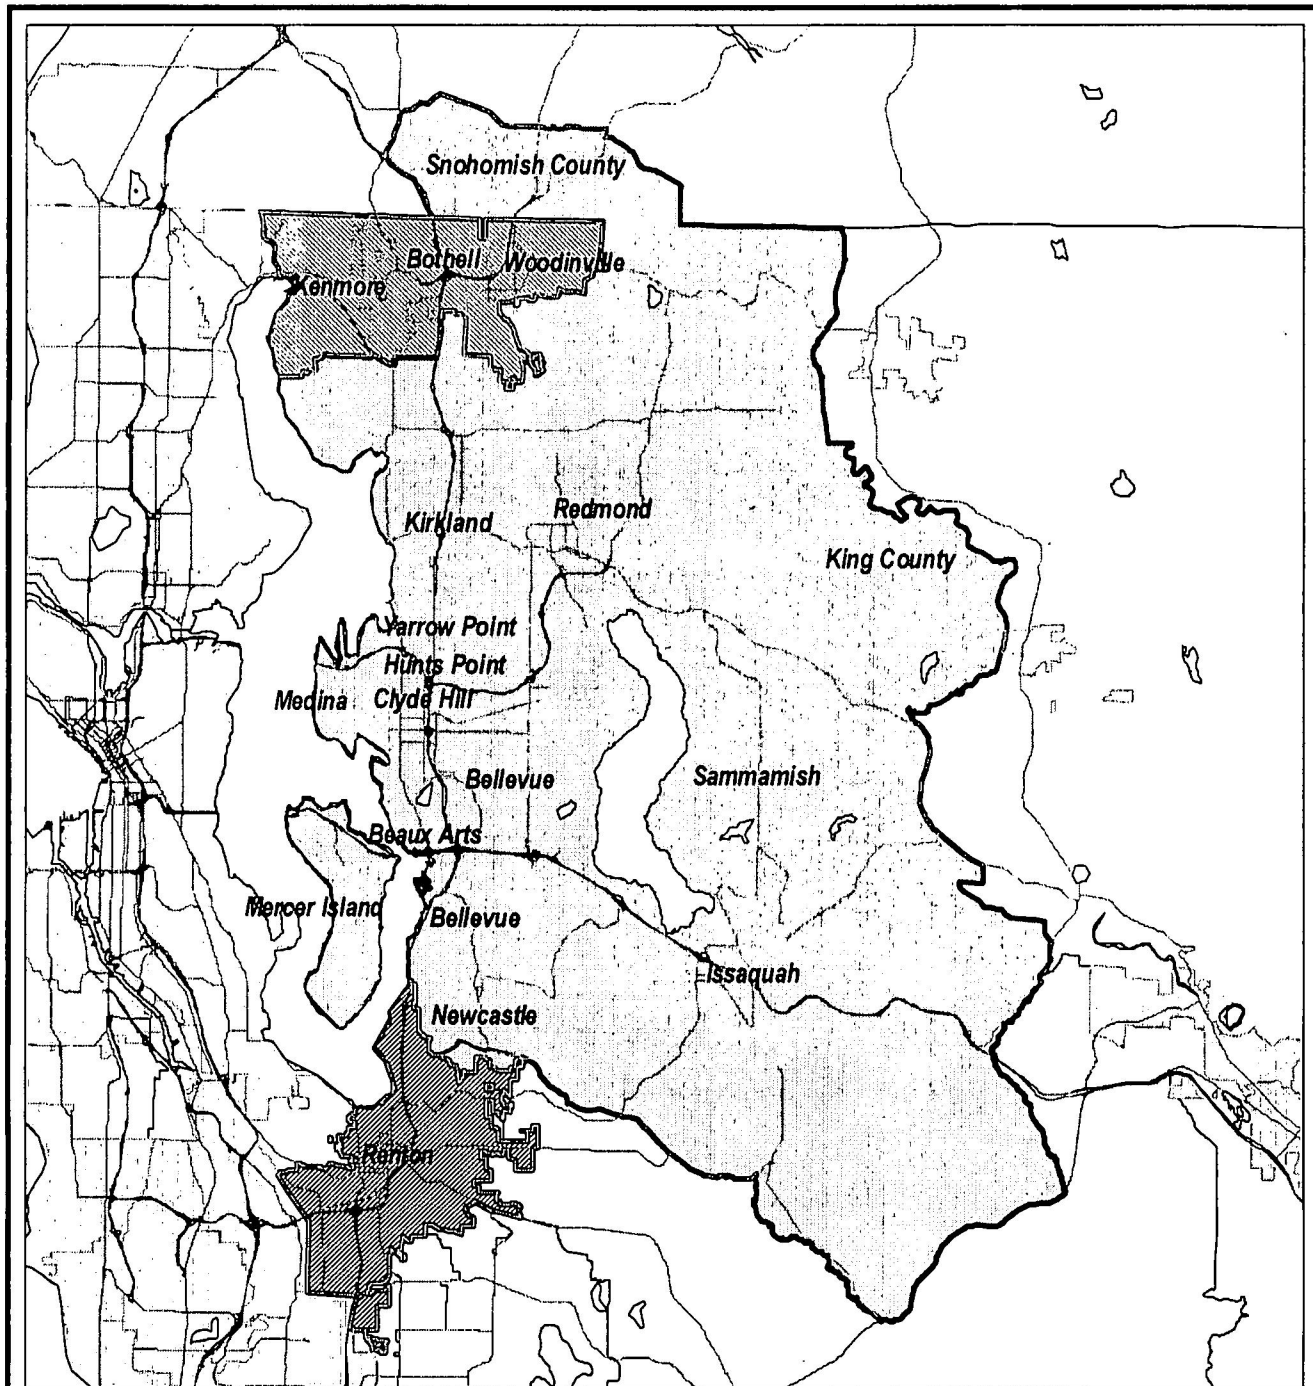 Snohomish County
Bothell
Woodinville
Kenmore
Kirkland
Redmond
King County
Yarrow Point
Hunts Point
Medina
Clyde Hill
Bellevue
Sammamish
Beaux Arts
Mercer Island
Bellevue
Issaquah
Newcastle
Renton